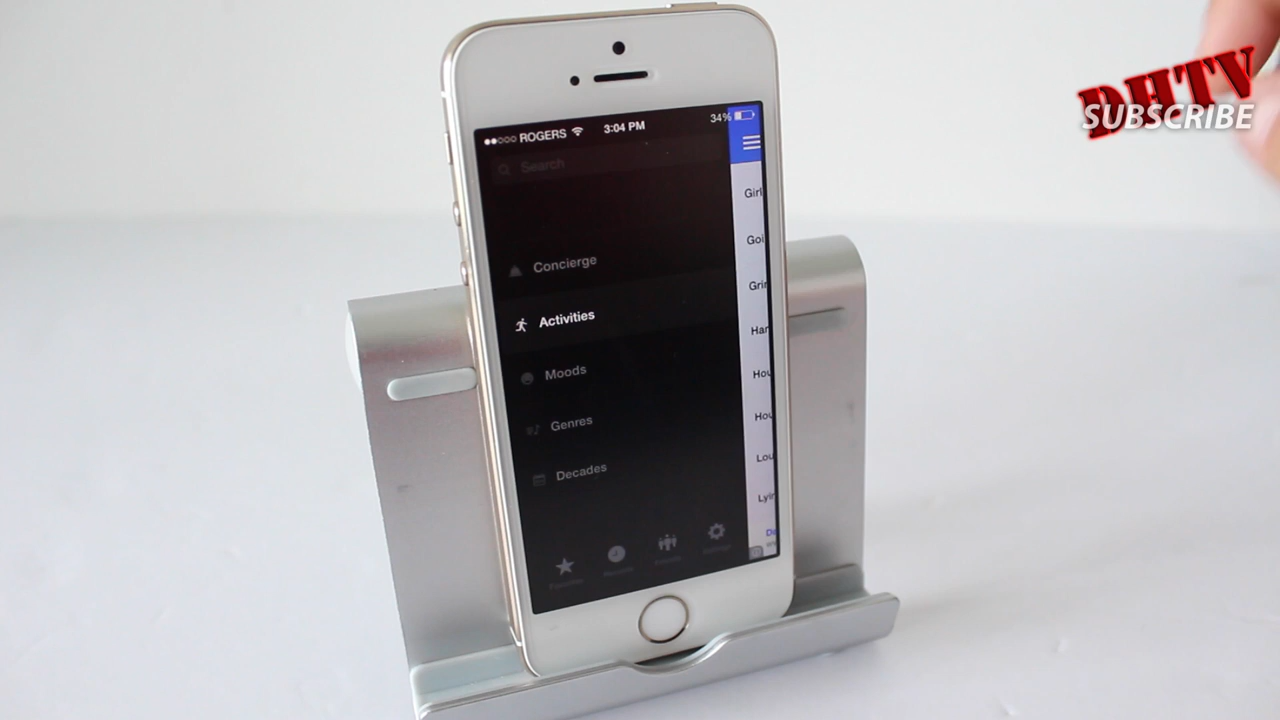 DHTV
SUBSCRIBE
ROGERS 3:04 PM 34%
Search
Concierge
Activities
Moods
Genres
Decades
Girl
Goi
Grin
Han
Hou
Hou
Lou
Lyin